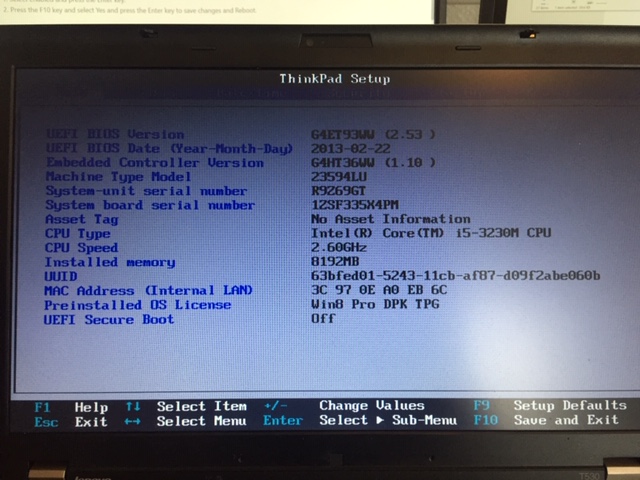 2. Press the F10 key and select Yes and press the Enter key to save changes and Reboot
ThinkPad Setup
UEFI BIOS Version G4ET93WW (2.53 )
UEFI BIOS Date (Year-Month-Day) 2013-02-22
Embedded Controller Version G4HT36WW (1.10 )
Machine Type Model 23594LU
System-unit serial number R9Z69GT
System board serial number 1ZSF335X4PM
Asset Tag No Asset Information
CPU Type Intel(R) Core(TM) i5-3230M CPU
CPU Speed 2.60GHz
Installed memory 8192MB
UUID 63bfed01-5243-11cb-af87-d09f2abe060b
MAC Address (Internal LAN) 3C 97 0E A0 EB 6C
Preinstalled OS License Win8 Pro DPK TPG
UEFI Secure Boot Off
F1 Help ↑↓ Select Item +/- Change Values F9 Setup Defaults
Esc Exit ←→ Select Menu Enter Select ▶ Sub-Menu F10 Save and Exit
lenovo T530